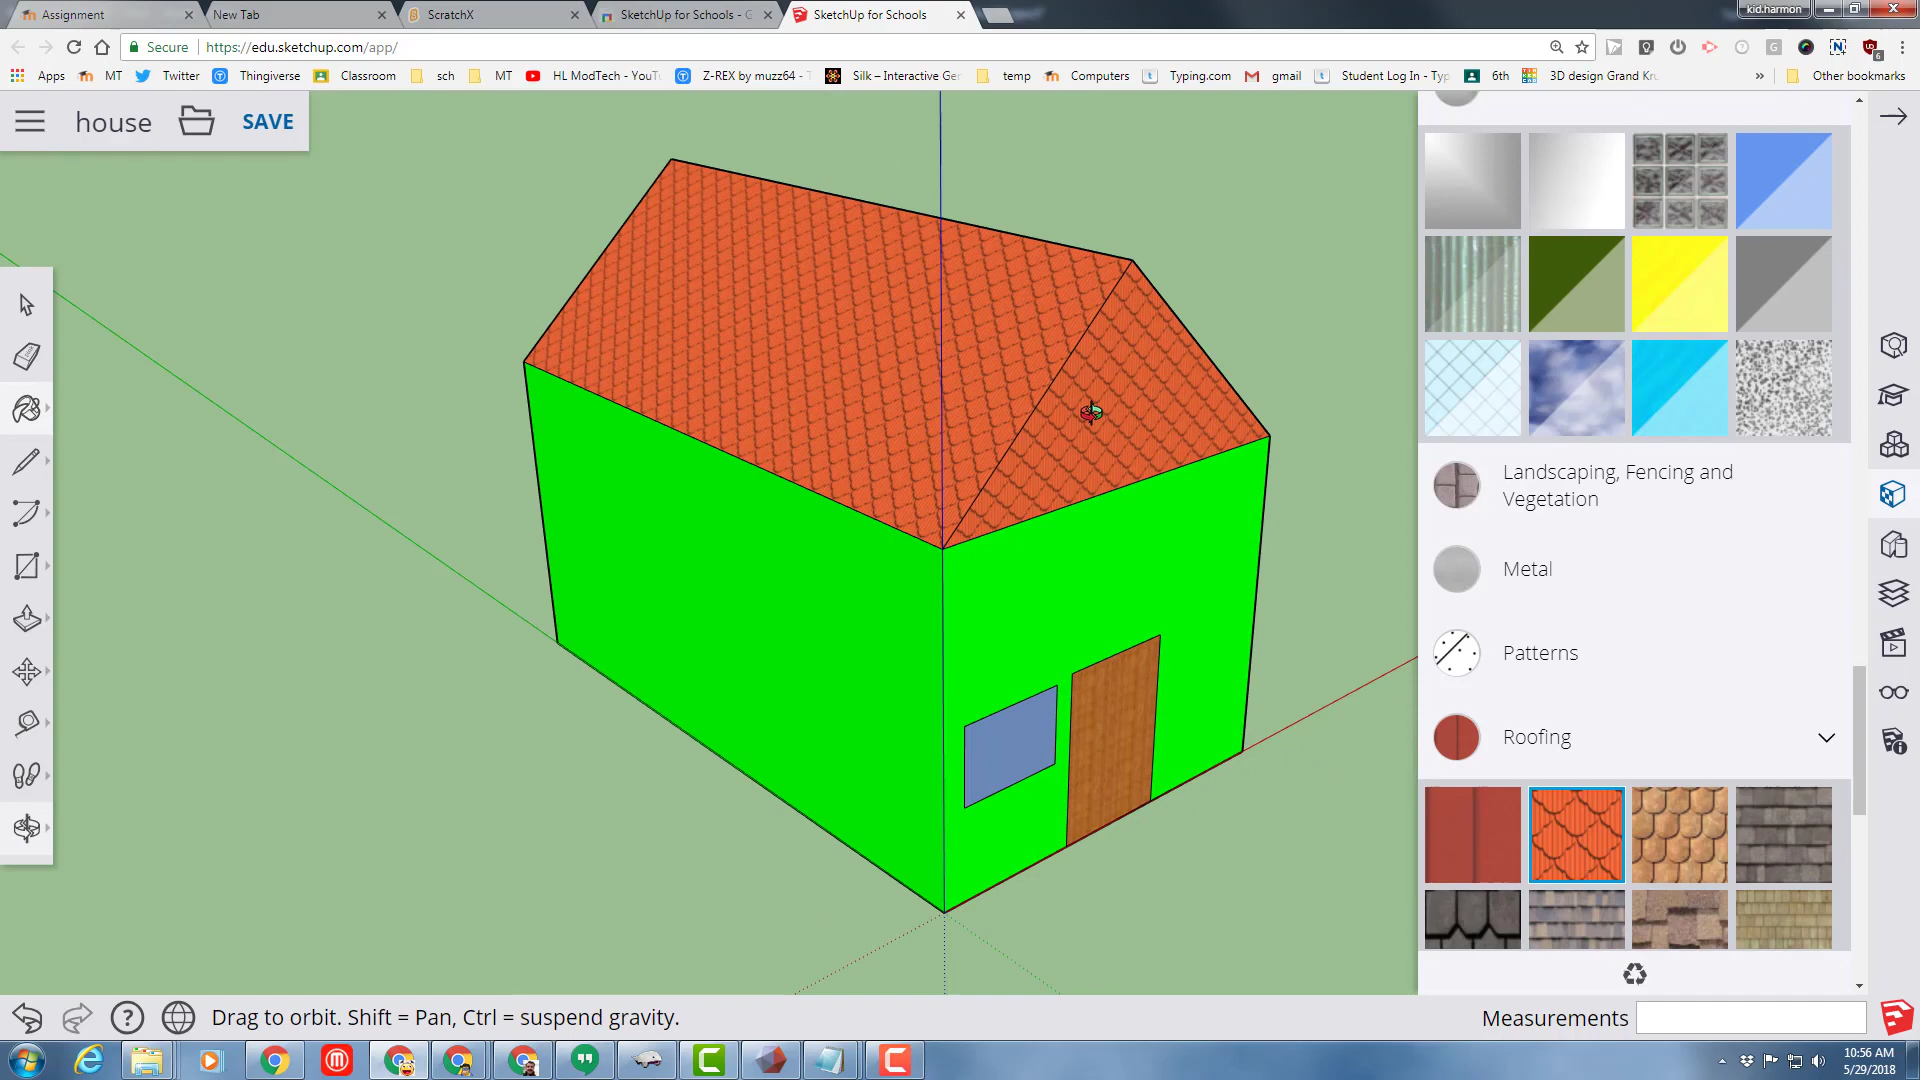 Assignment
New Tab
ScratchX
SketchUp for Schools - G
SketchUp for Schools
kid.harmon
Secure
https://edu.sketchup.com/app/
Apps
MT
Twitter
Thingiverse
Classroom
sch
MT
HL ModTech - YouTu
Z-REX by muzz64 - T
Silk – Interactive Ger
temp
Computers
Typing.com
gmail
Student Log In - Typ
6th
3D design Grand Kru
»
Other bookmarks
house
SAVE
Landscaping, Fencing and
Vegetation
Metal
Patterns
Roofing
Drag to orbit. Shift = Pan, Ctrl = suspend gravity.
Measurements
10:56 AM
5/29/2018